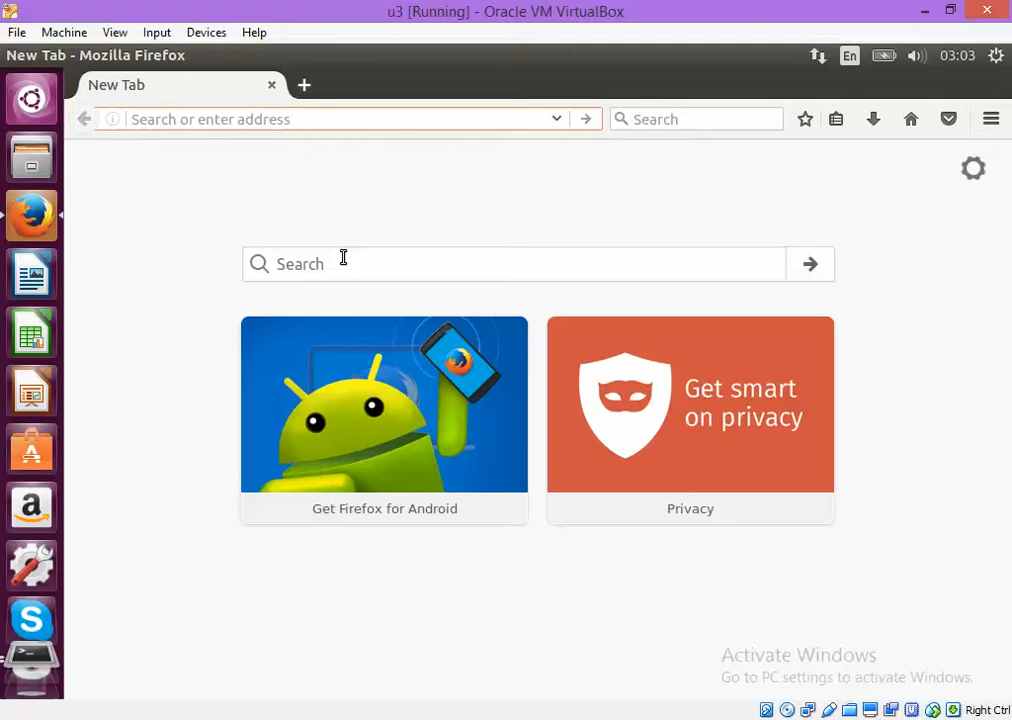 u3 [Running] - Oracle VM VirtualBox
File Machine View Input Devices Help
New Tab - Mozilla Firefox
En
03:03
New Tab
Search or enter address
Search
Search
Get smart
on privacy
Get Firefox for Android
Privacy
Activate Windows
Go to PC settings to activate Windows.
Right Ctrl